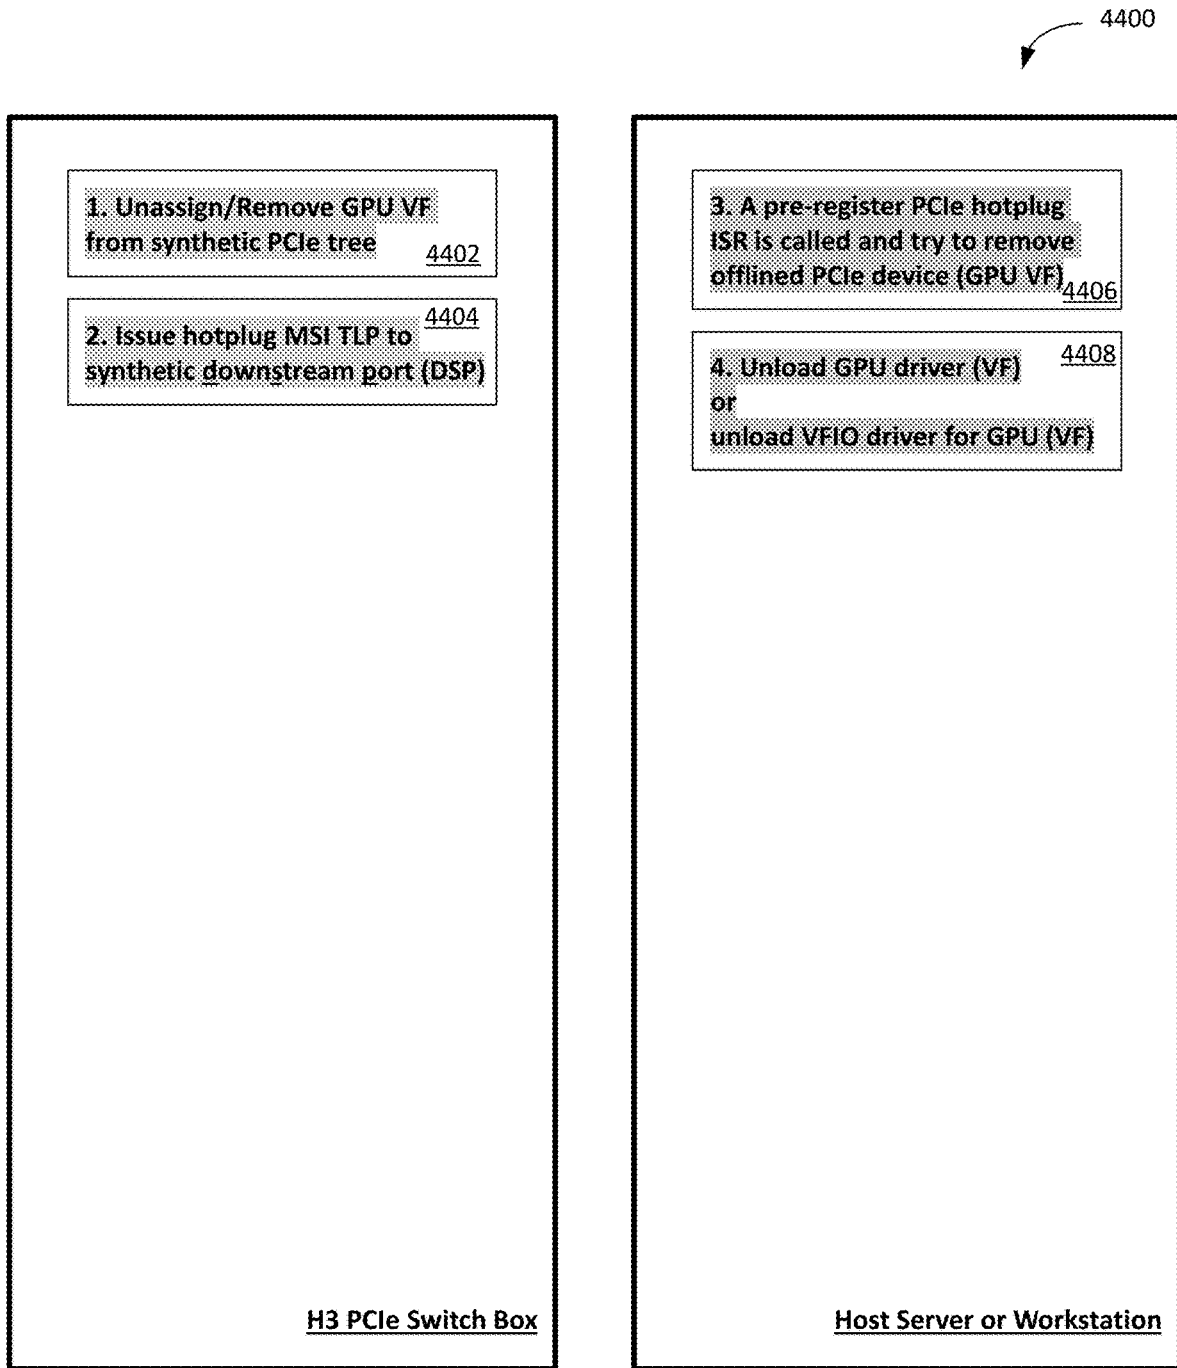 4400
1. Unassign/Remove GPU VF
from synthetic PCIe tree
4402
2. Issue hotplug MSI TLP to
synthetic downstream port (DSP)
4404
H3 PCIe Switch Box
3. A pre-register PCIe hotplug
ISR is called and try to remove
offlined PCIe device (GPU VF)
4406
4. Unload GPU driver (VF)
or
unload VFIO driver for GPU (VF)
4408
Host Server or Workstation